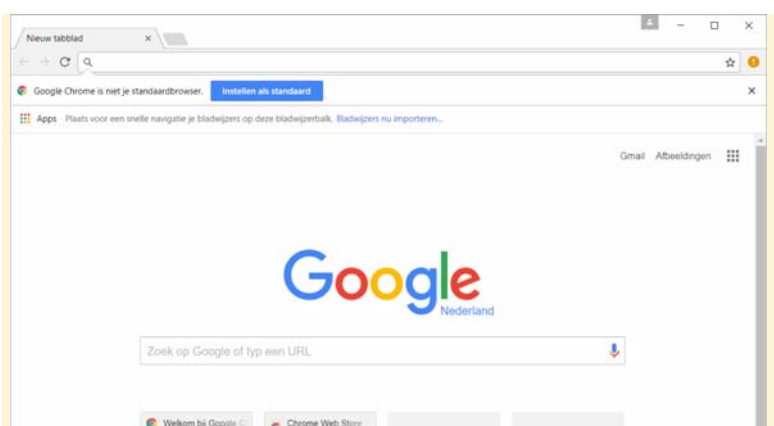 Nieuw tabblad
Google Chrome is niet je standaardbrowser. Instellen als standaard
Apps Plaats voor een snelle navigatie je bladwijzers op deze bladwijzerbalk. Bladwijzers nu importeren...
Gmail Afbeeldingen
Google
Nederland
Zoek op Google of typ een URL
Welkom bij Google C Chrome Web Store